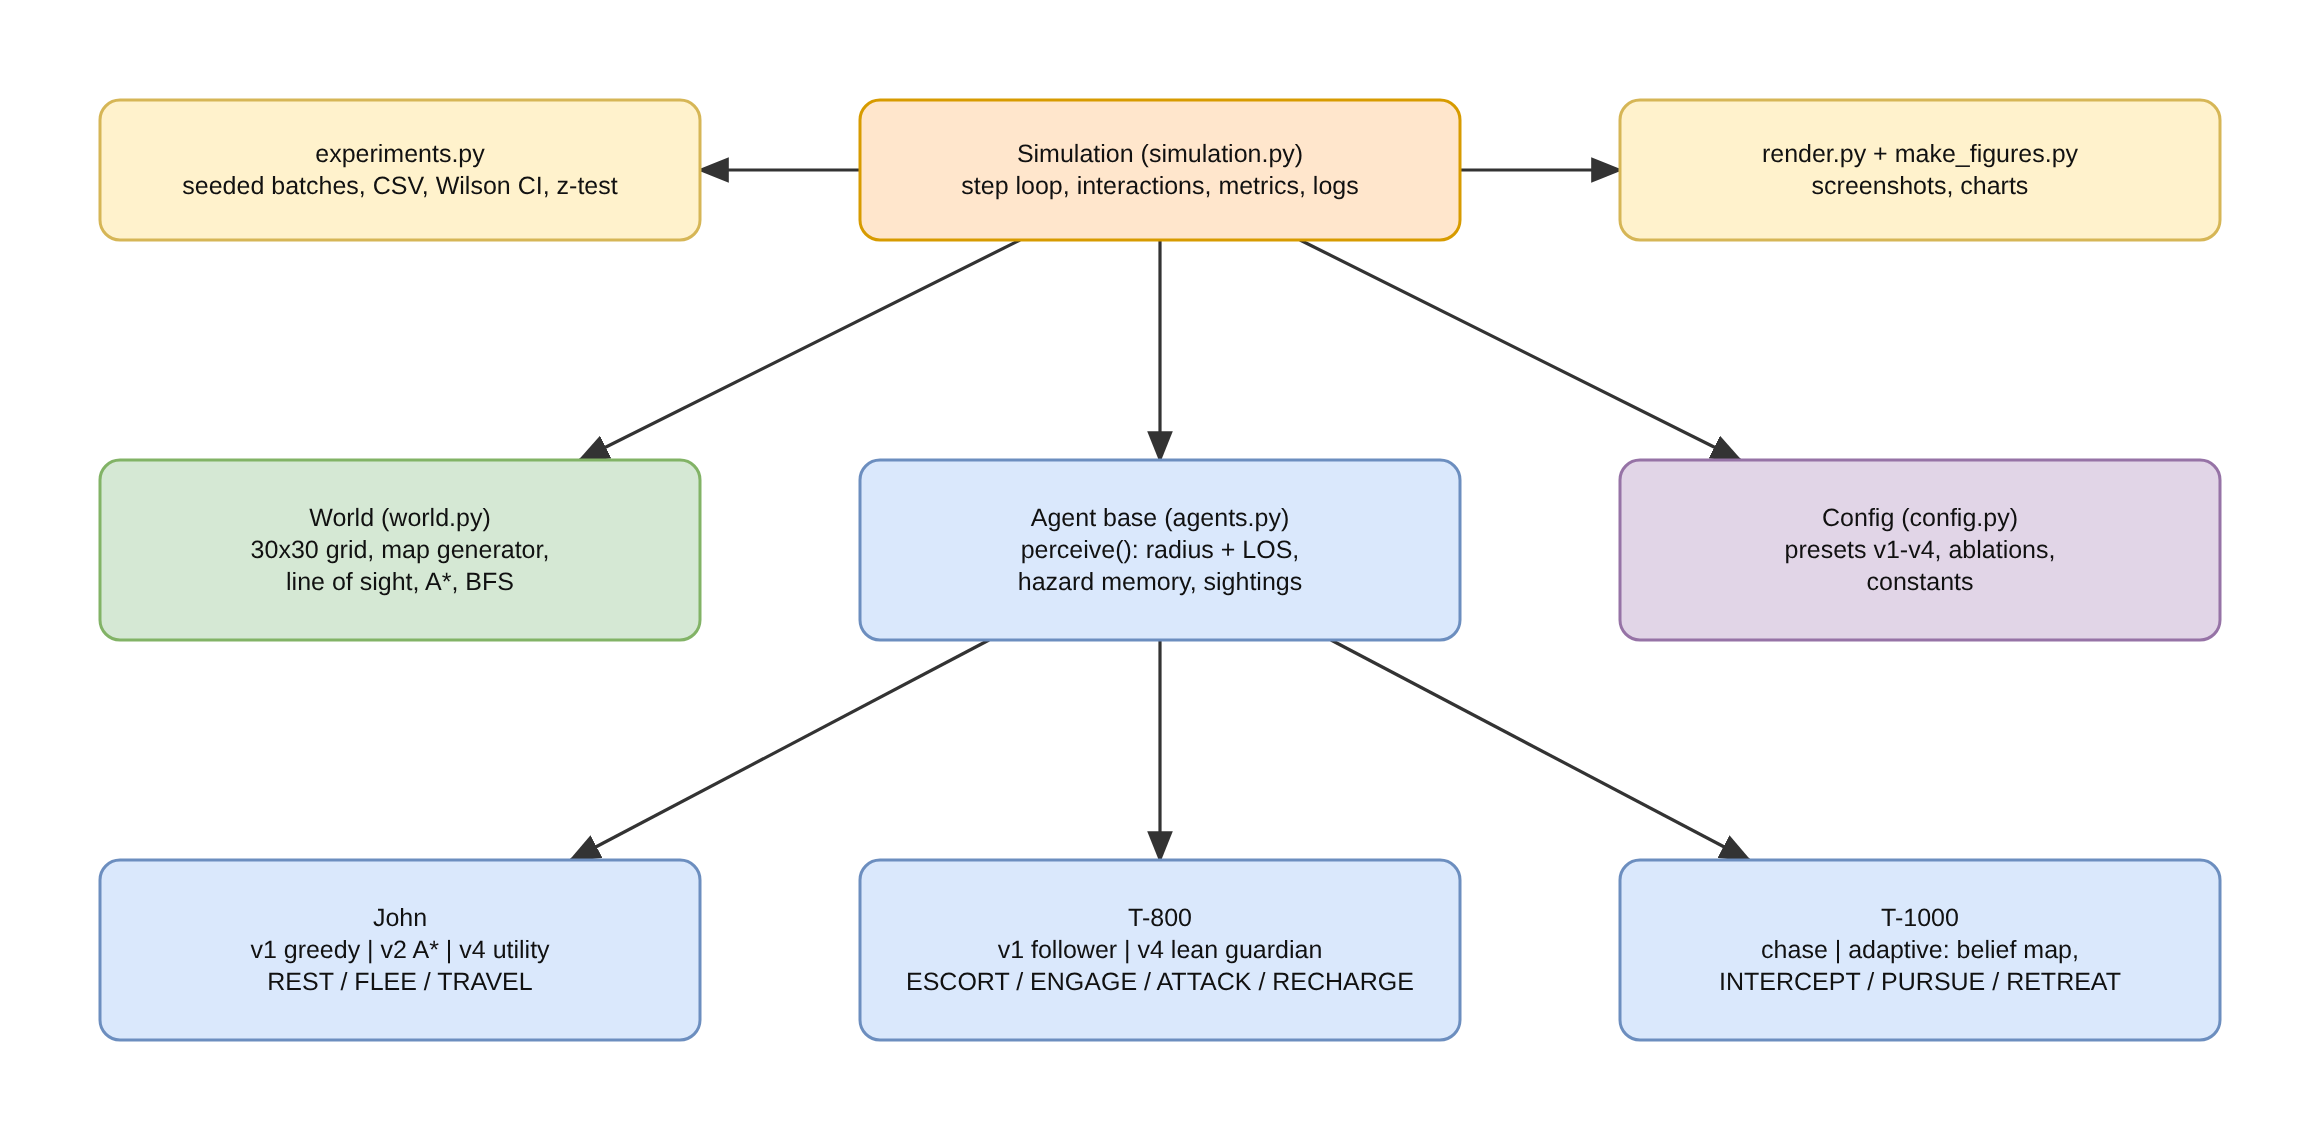 experiments.py
seeded batches, CSV, Wilson CI, z-test
Simulation (simulation.py)
step loop, interactions, metrics, logs
render.py + make_figures.py
screenshots, charts
World (world.py)
30x30 grid, map generator,
line of sight, A*, BFS
Agent base (agents.py)
perceive(): radius + LOS,
hazard memory, sightings
Config (config.py)
presets v1-v4, ablations,
constants
John
v1 greedy | v2 A* | v4 utility
REST / FLEE / TRAVEL
T-800
v1 follower | v4 lean guardian
ESCORT / ENGAGE / ATTACK / RECHARGE
T-1000
chase | adaptive: belief map,
INTERCEPT / PURSUE / RETREAT